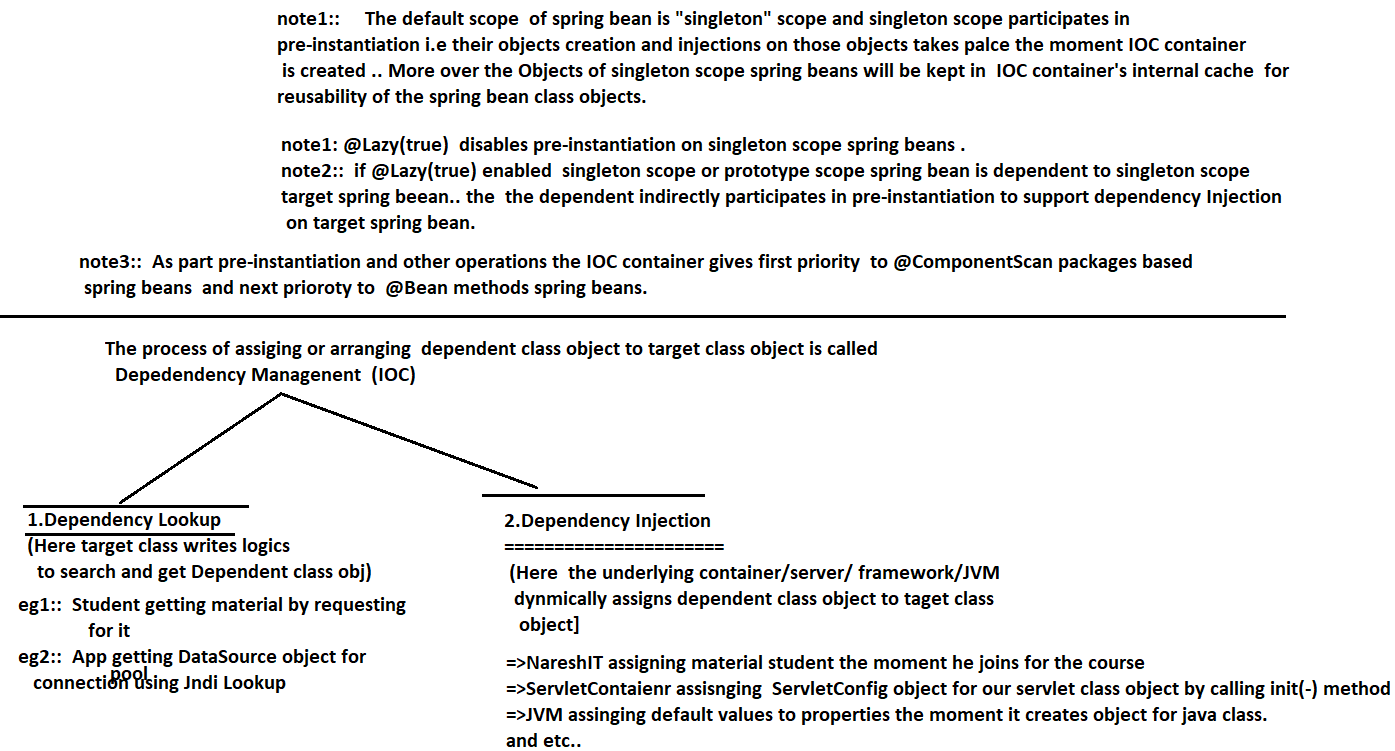 note1:: The default scope of spring bean is "singleton" scope and singleton scope participates in
pre-instantiation i.e their objects creation and injections on those objects takes palce the moment IOC container
is created .. More over the Objects of singleton scope spring beans will be kept in IOC container's internal cache for
reusability of the spring bean class objects.
note1: @Lazy(true) disables pre-instantiation on singleton scope spring beans .
note2:: if @Lazy(true) enabled singleton scope or prototype scope spring bean is dependent to singleton scope
target spring beean.. the the dependent indirectly participates in pre-instantiation to support dependency Injection
on target spring bean.
note3:: As part pre-instantiation and other operations the IOC container gives first priority to @ComponentScan packages based
spring beans and next prioroty to @Bean methods spring beans.
The process of assiging or arranging dependent class object to target class object is called
Depedendency Managenent (IOC)
1.Dependency Lookup
(Here target class writes logics
to search and get Dependent class obj)
eg1:: Student getting material by requesting
for it
eg2:: App getting DataSource object for
pool
connection using Jndi Lookup
2.Dependency Injection
======================
(Here the underlying container/server/ framework/JVM
dynmically assigns dependent class object to taget class
object]
=>NareshIT assigning material student the moment he joins for the course
=>ServletContaienr assisnging ServletConfig object for our servlet class object by calling init(-) method
=>JVM assinging default values to properties the moment it creates object for java class.
and etc..